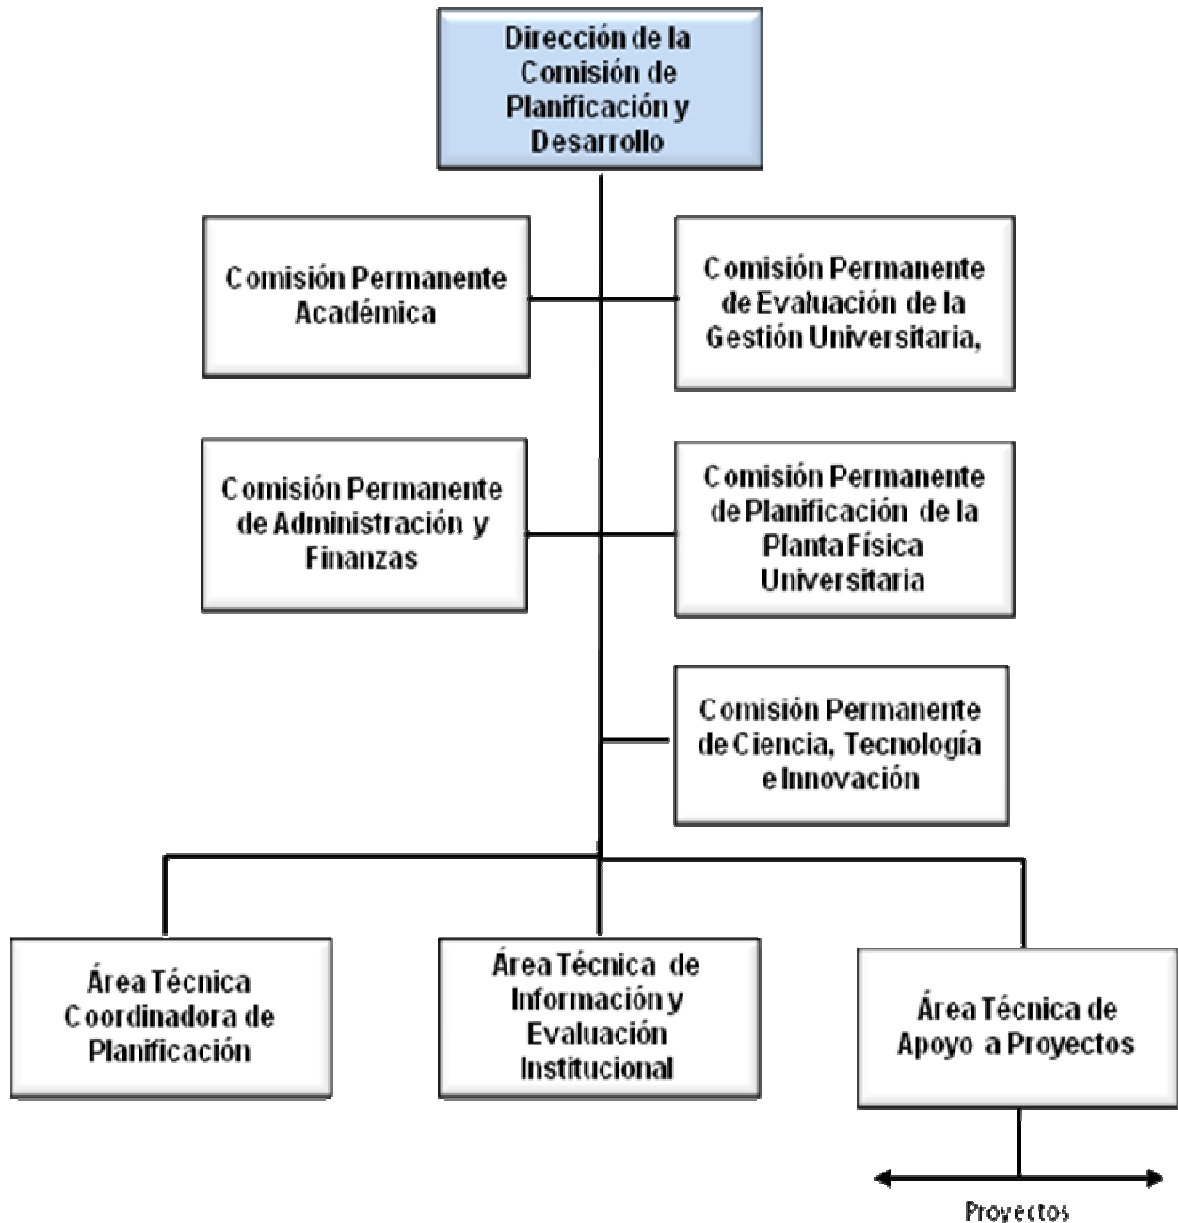 Dirección de la
Comisión de
Planificación y
Desarrollo
Comisión Permanente
Académica
Comisión Permanente
de Evaluación de la
Gestión Universitaria,
Comisión Permanente
de Administración y
Finanzas
Comisión Permanente
de Planificación de la
Planta Física
Universitaria
Comisión Permanente
de Ciencia, Tecnología
e Innovación
Área Técnica
Coordinadora de
Planificación
Área Técnica de
Información y
Evaluación
Institucional
Área Técnica de
Apoyo a Proyectos
Proyectos